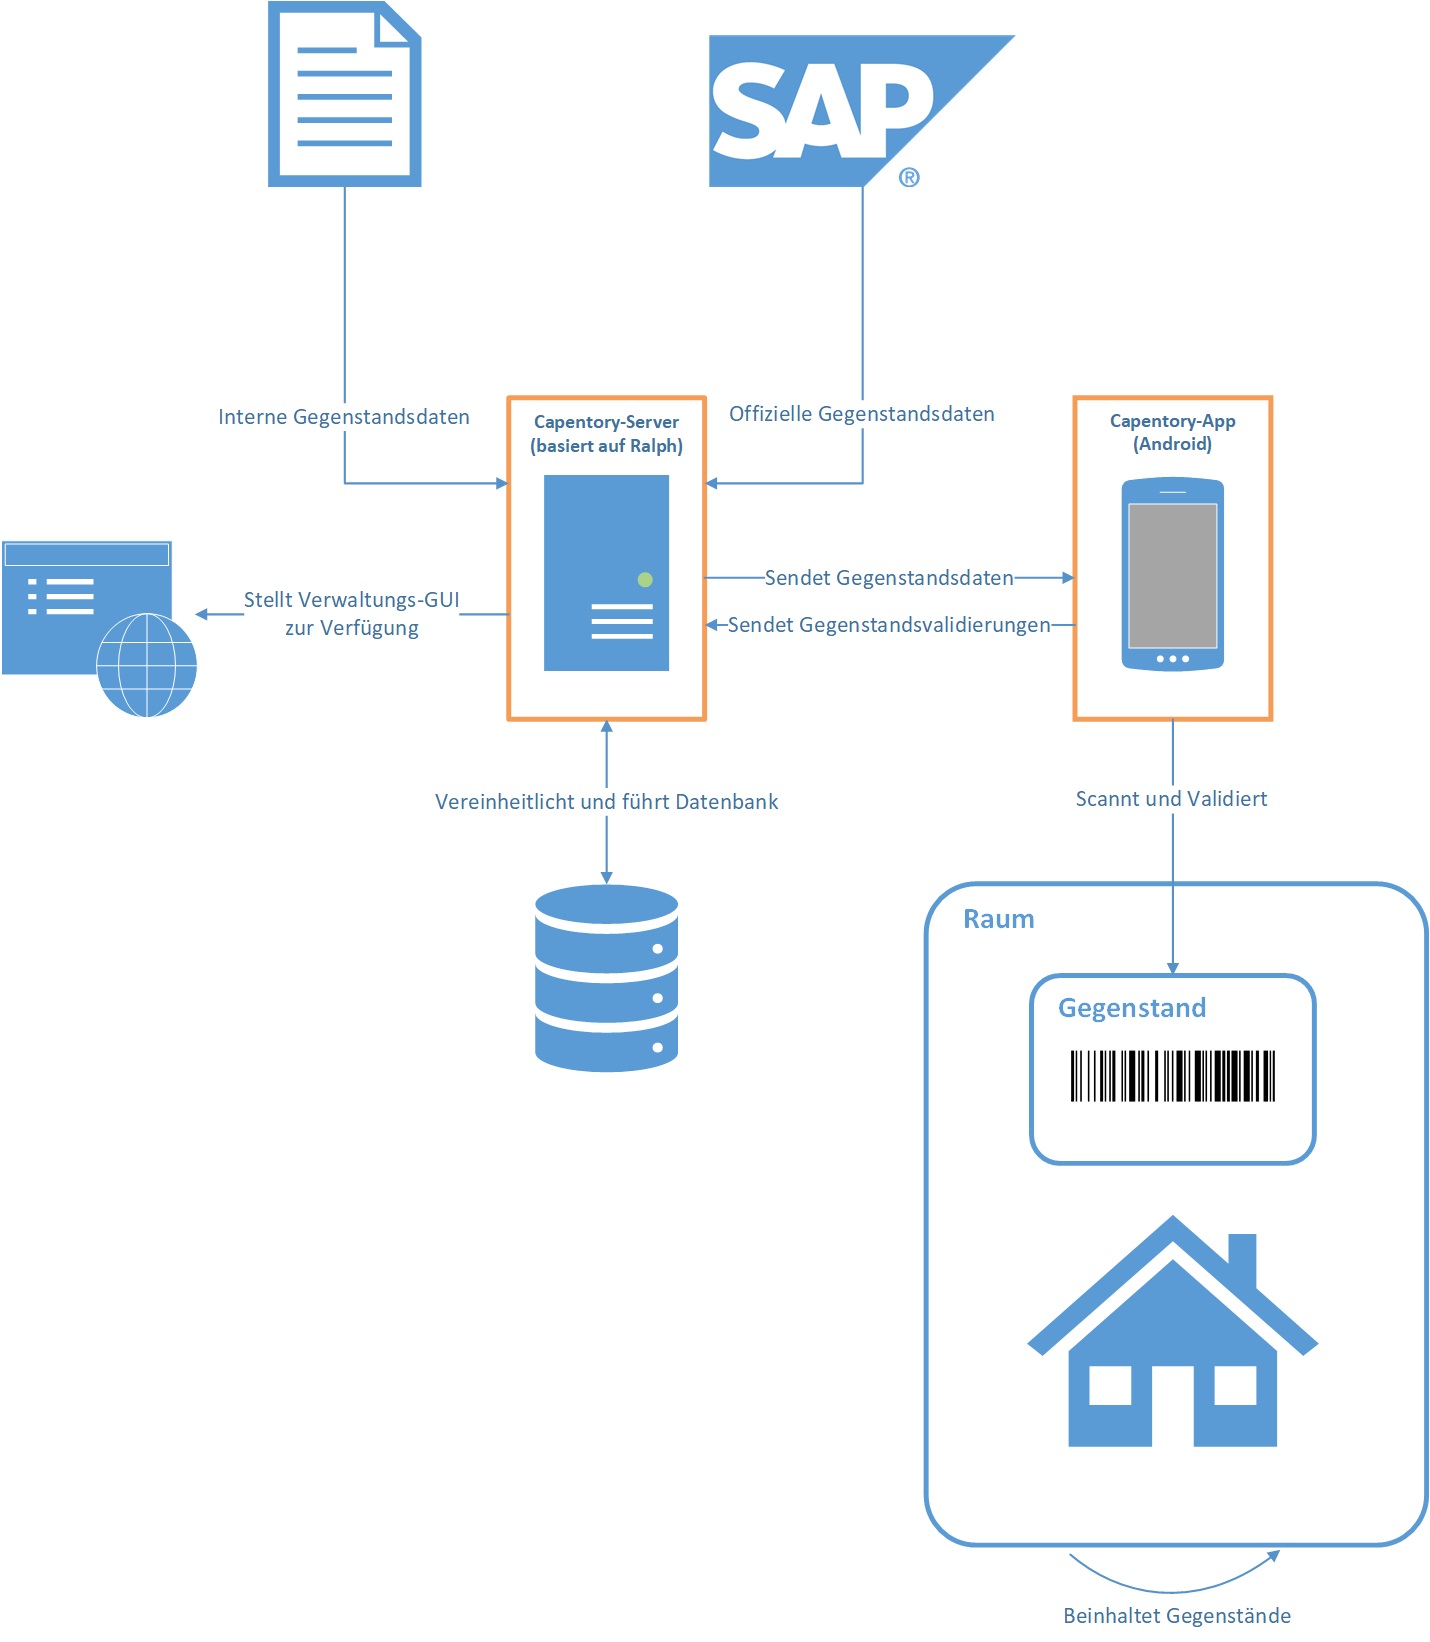 SAP
®
Interne Gegenstandsdaten
Offizielle Gegenstandsdaten
Capentory-Server
(basiert auf Ralph)
Capentory-App
(Android)
Sendet Gegenstandsdaten
Stellt Verwaltungs-GUI
zur Verfügung
Sendet Gegenstandsvalidierungen
Vereinheitlicht und führt Datenbank
Scannt und Validiert
Raum
Gegenstand
Beinhaltet Gegenstände